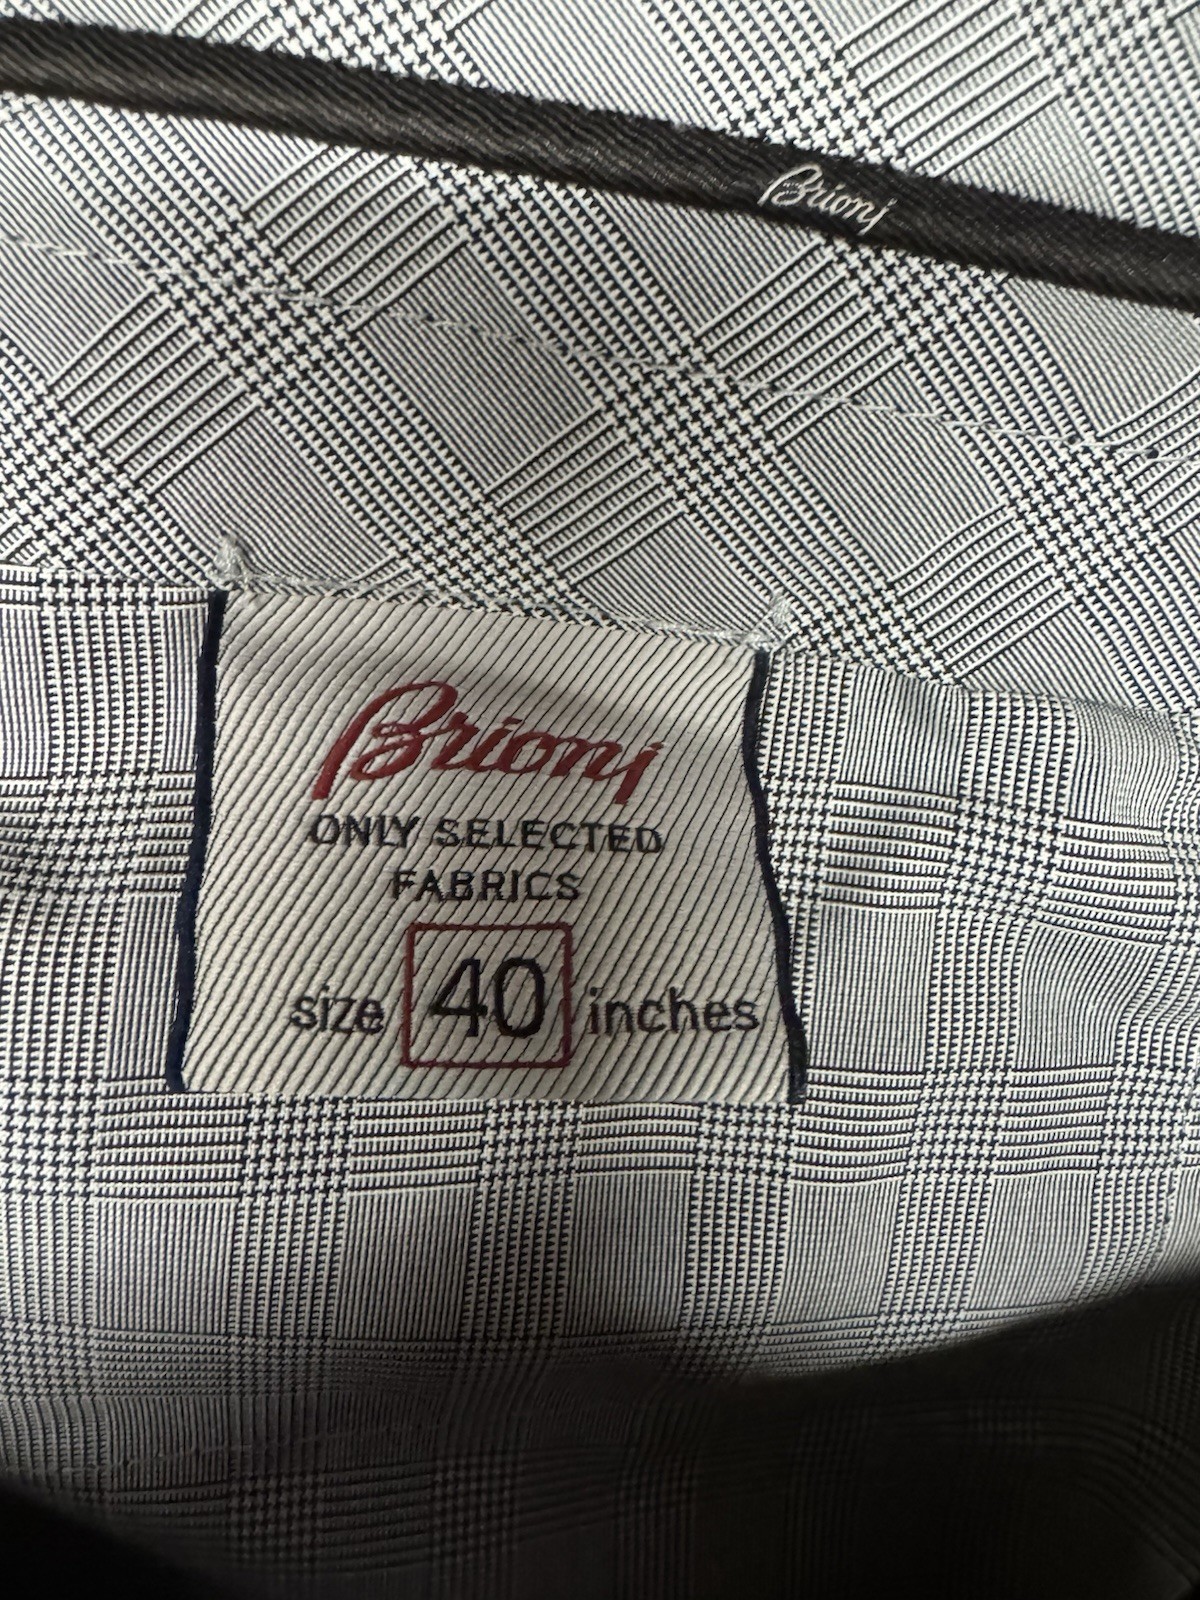 Brioni
Brioni
ONLY SELECTED
FABRICS
size 40 inches